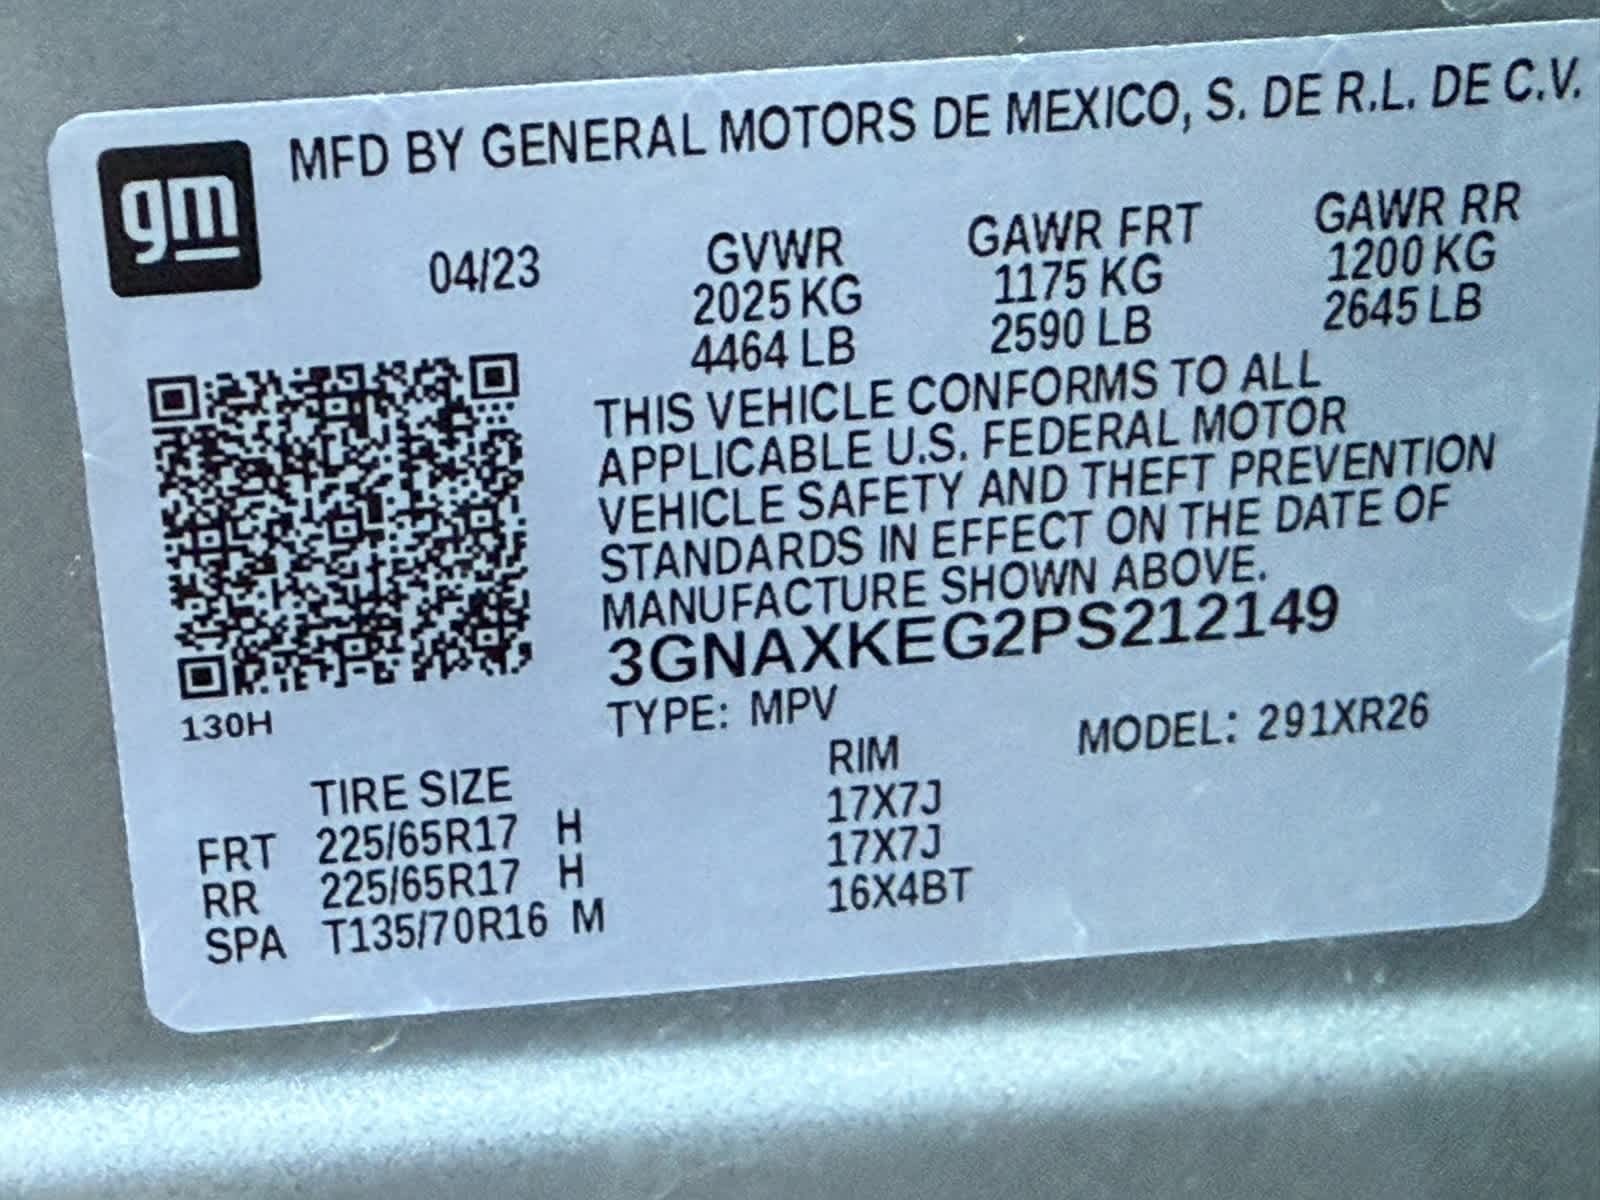 gm
MFD BY GENERAL MOTORS DE MEXICO, S. DE R.L. DE C.V.
04/23
GVWR
2025 KG
4464 LB
GAWR FRT
1175 KG
2590 LB
GAWR RR
1200 KG
2645 LB
THIS VEHICLE CONFORMS TO ALL
APPLICABLE U.S. FEDERAL MOTOR
VEHICLE SAFETY AND THEFT PREVENTION
STANDARDS IN EFFECT ON THE DATE OF
MANUFACTURE SHOWN ABOVE.
3GNAXKEG2PS212149
130H
TYPE: MPV MODEL: 291XR26
TIRE SIZE RIM
FRT 225/65R17 H 17X7J
RR 225/65R17 H 17X7J
SPA T135/70R16 M 16X4BT